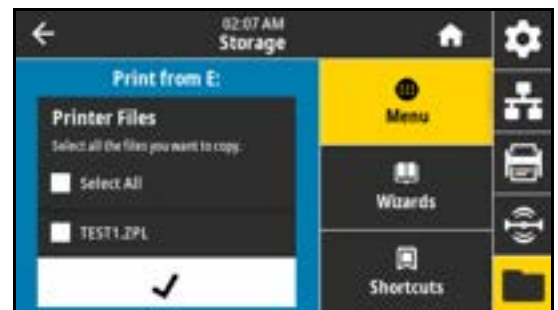 02:07 AM
Storage
Print from E:
Printer Files
Select all the files you want to copy.
Select All
TEST1.ZPL
Menu
Wizards
Shortcuts